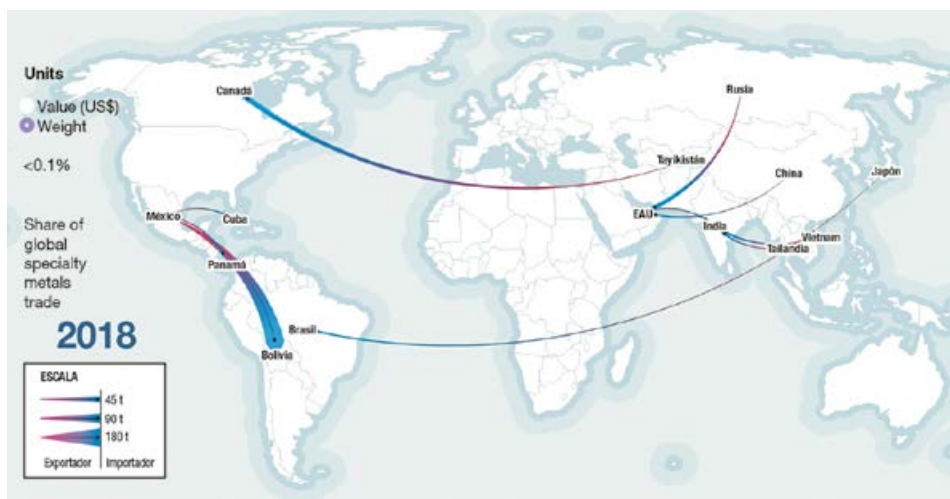 Units
Value (US$)
Weight
<0.1%
Share of
global
specialty
metals
trade
2018
ESCALA
45 t
90 t
180 t
Exportador
Importador
Canadá
Rusia
Tayikistán
China
Japón
México
Cuba
EAU
India
Vietnam
Tailandia
Panamá
Brasil
Bolivia